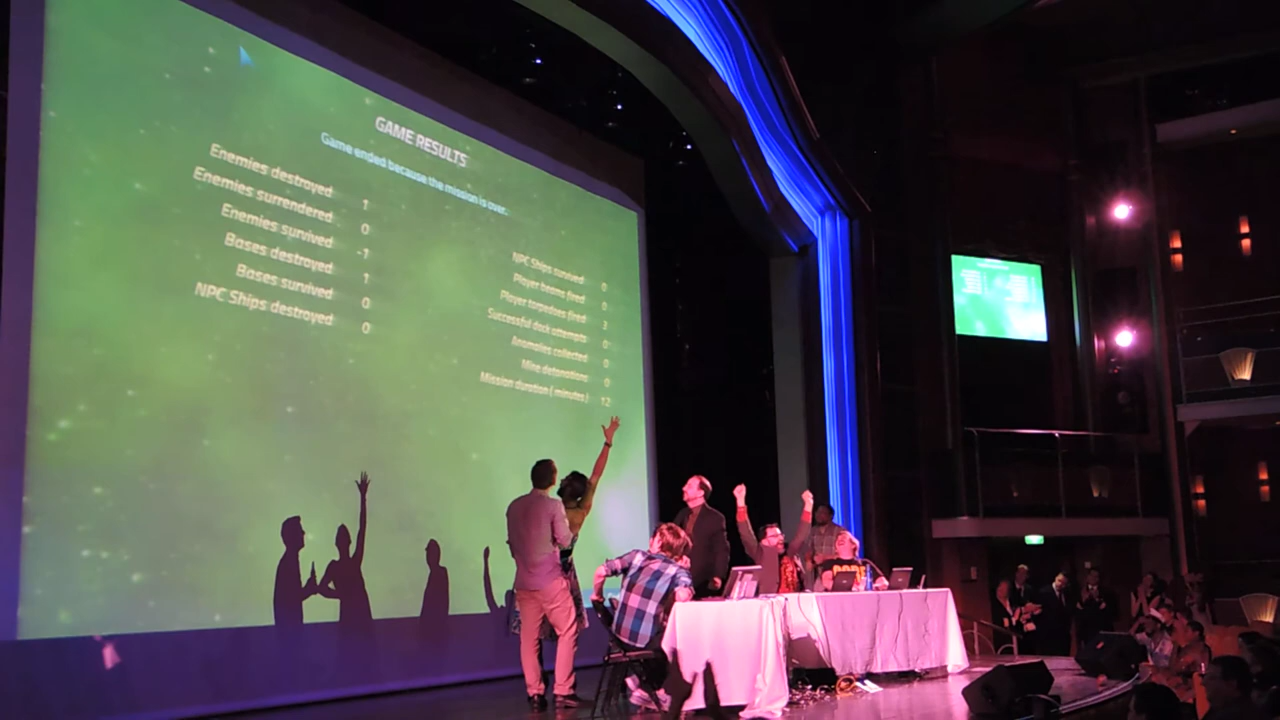 GAME RESULTS
Game ended because the mission is over.
Enemies destroyed 1
Enemies surrendered 0
Enemies survived -1
Bases destroyed 1
Bases survived 0
NPC Ships destroyed 0
NPC Ships survived 0
Player beams fired 0
Player torpedoes fired 3
Successful dock attempts 0
Anomalies collected 0
Mine detonations 0
Mission duration ( minutes ) 12